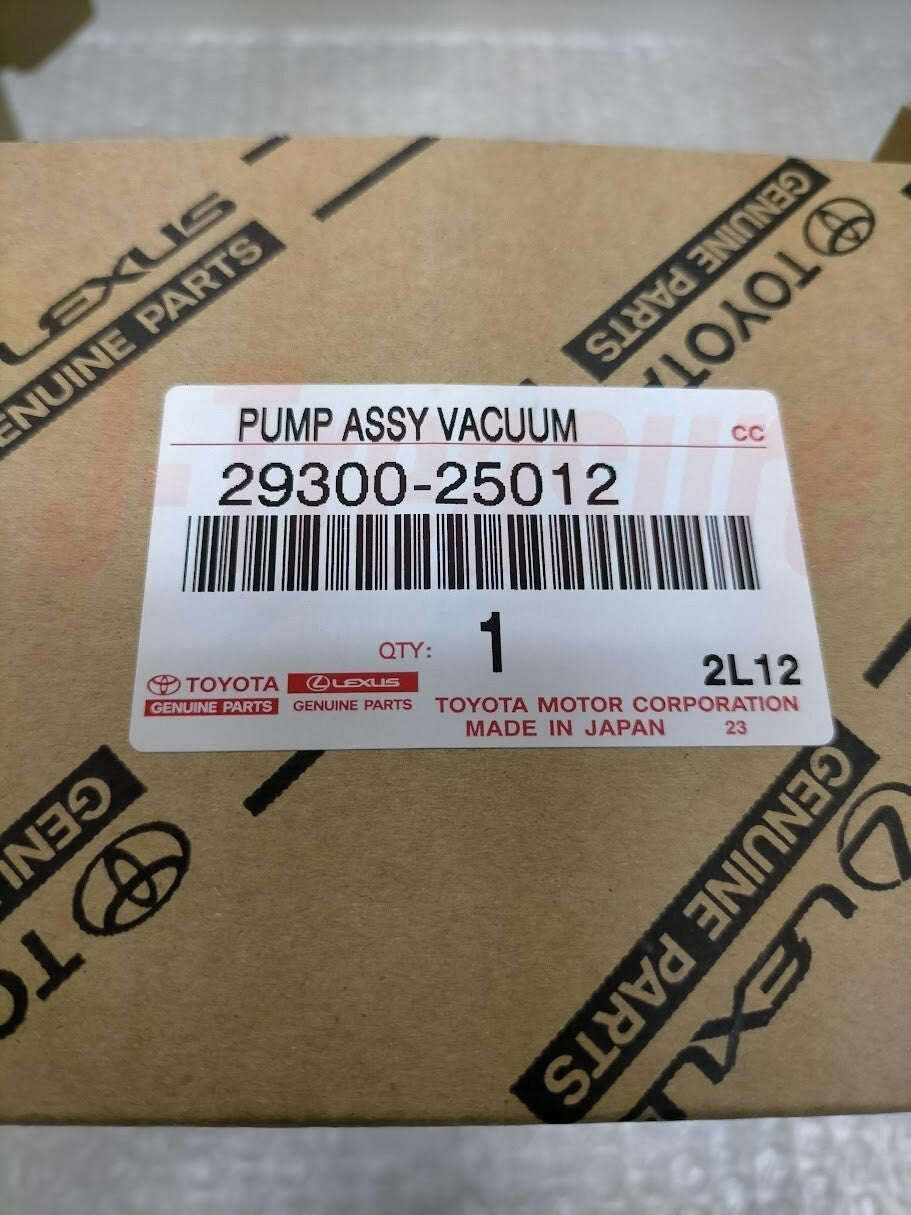 LEXUS
GENUINE PARTS
GENUINE PARTS
TOYOTA
J-Treasure
PUMP ASSY VACUUM
CC
29300-25012
QTY: 1
2L12
TOYOTA LEXUS
GENUINE PARTS GENUINE PARTS
TOYOTA MOTOR CORPORATION
MADE IN JAPAN 23
GENUINE PARTS
LEXUS